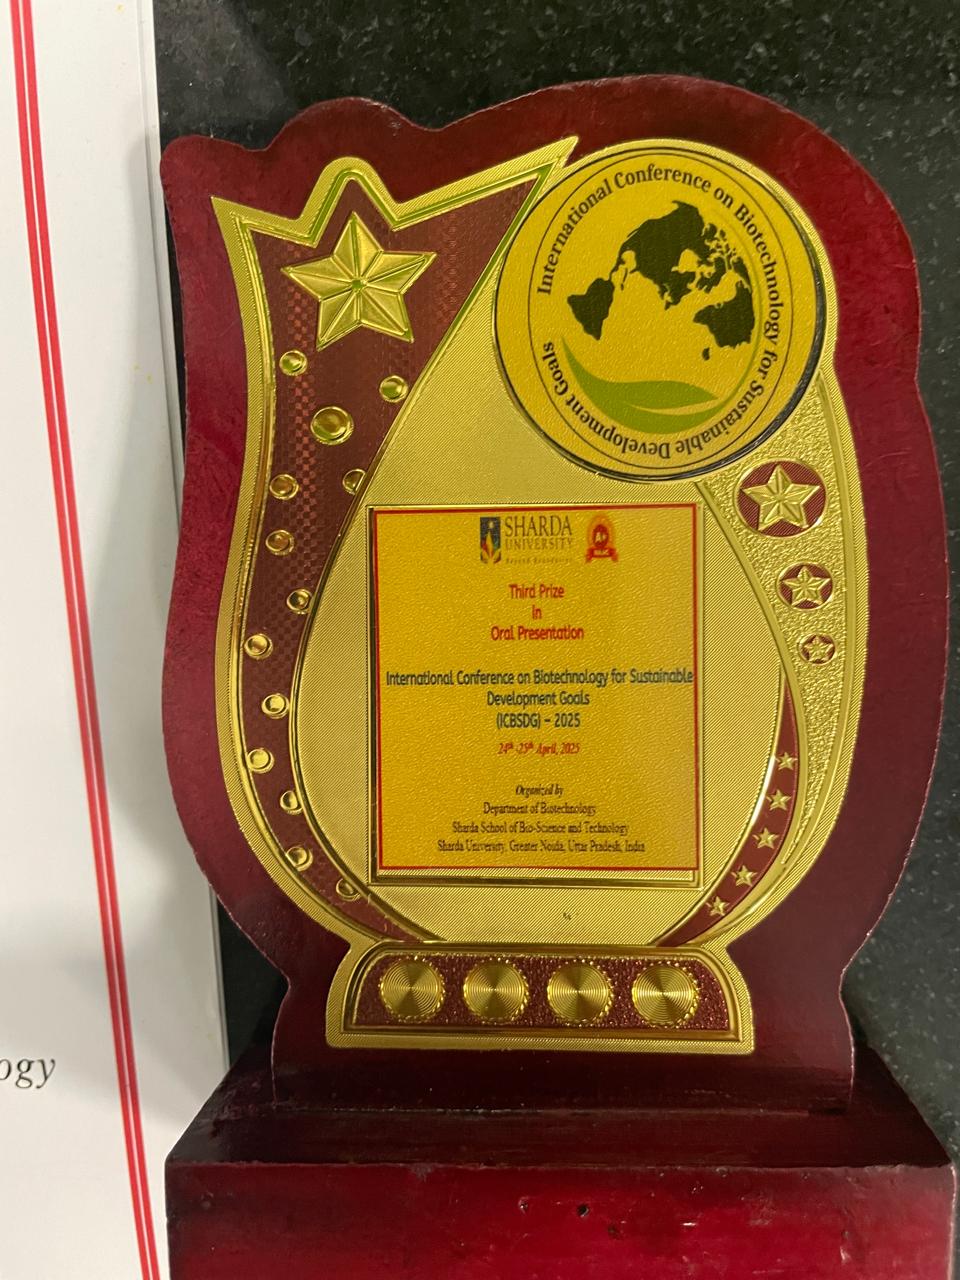 International Conference on Biotechnology for Sustainable Development Goals
SHARDA
UNIVERSITY
Beyond Boundaries
A+
NAAC
Third Prize
in
Oral Presentation
International Conference on Biotechnology for Sustainable
Development Goals
(ICBSDG) – 2025
24th -25th April, 2025
Organized by
Department of Biotechnology
Sharda School of Bio-Science and Technology
Sharda University, Greater Noida, Uttar Pradesh, India
ogy